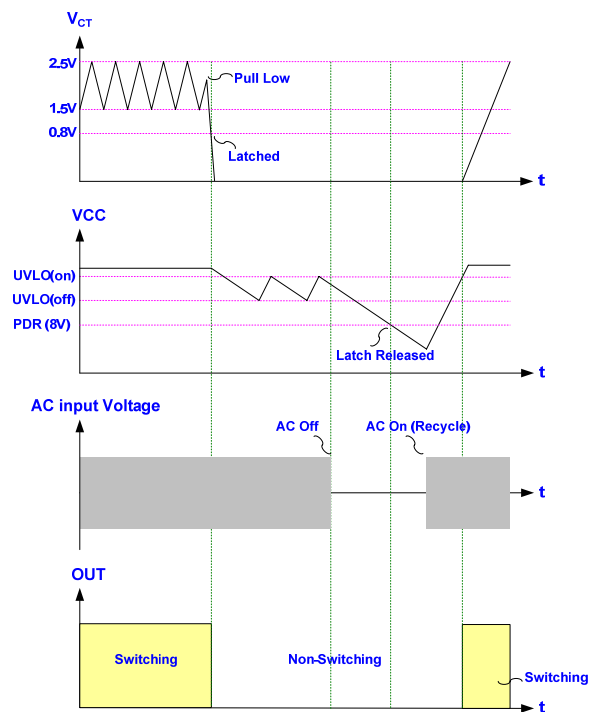 VCT
2.5V
1.5V
0.8V
Pull Low
Latched
t
VCC
UVLO(on)
UVLO(off)
PDR (8V)
Latch Released
t
AC input Voltage
AC Off
AC On (Recycle)
t
OUT
Switching
Non-Switching
Switching
t